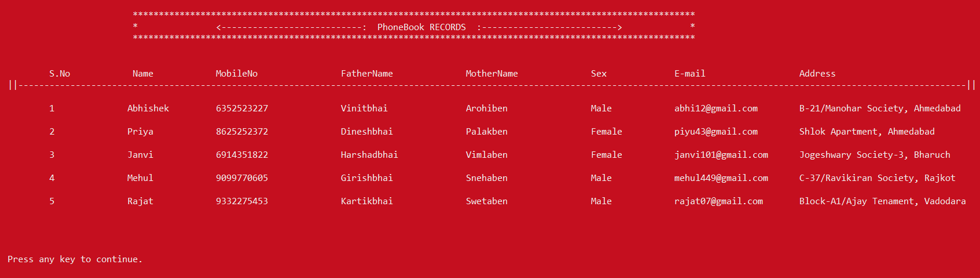 ************************************************************************************************************
* <---------------------------: PhoneBook RECORDS :--------------------------> *
************************************************************************************************************
S.No Name MobileNo FatherName MotherName Sex E-mail Address
||--------------------------------------------------------------------------------------------------------------------------------------------------------------------------------------||
1 Abhishek 6352523227 Vinitbhai Arohiben Male abhi12@gmail.com B-21/Manohar Society, Ahmedabad
2 Priya 8625252372 Dineshbhai Palakben Female piyu43@gmail.com Shlok Apartment, Ahmedabad
3 Janvi 6914351822 Harshadbhai Vimlaben Female janvi101@gmail.com Jogeshwary Society-3, Bharuch
4 Mehul 9099770605 Girishbhai Snehaben Male mehul449@gmail.com C-37/Ravikiran Society, Rajkot
5 Rajat 9332275453 Kartikbhai Swetaben Male rajat07@gmail.com Block-A1/Ajay Tenament, Vadodara
Press any key to continue.